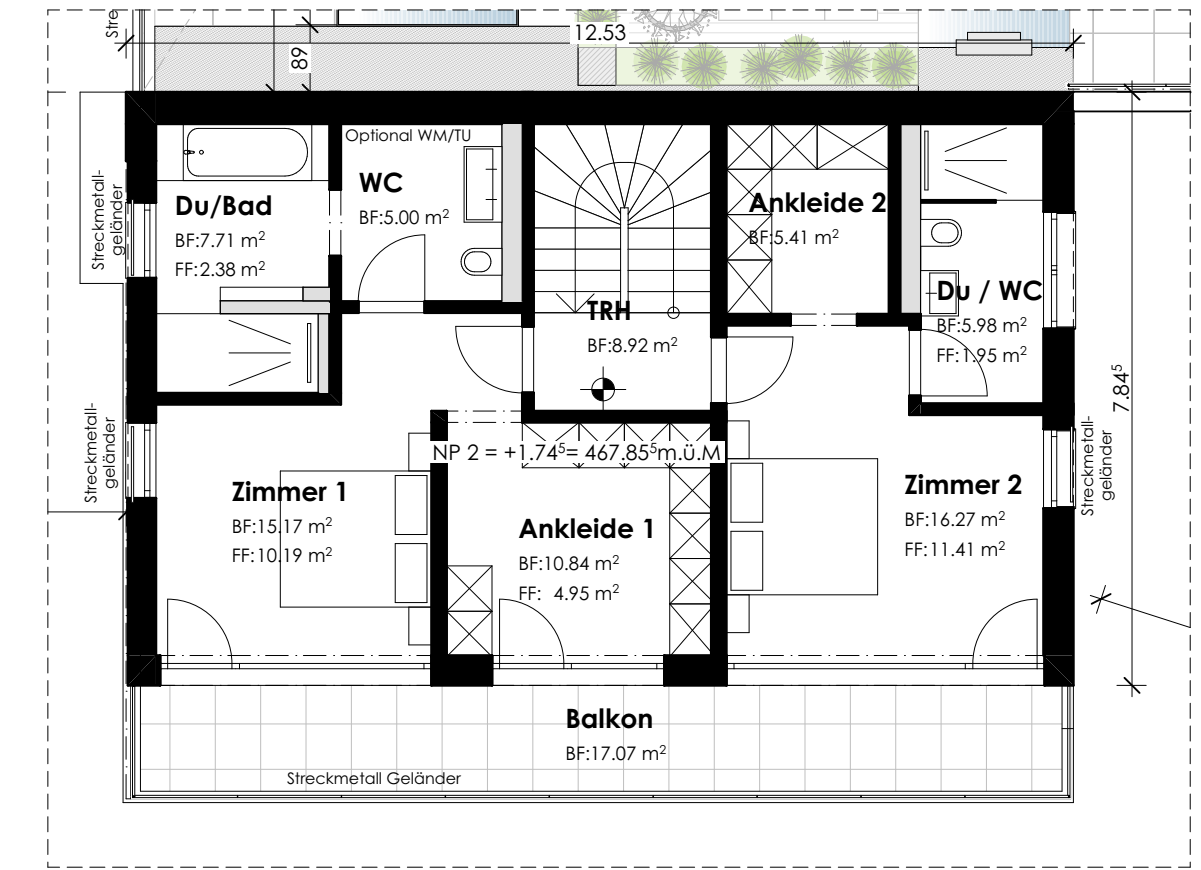 Stre
12.53
89
Optional WM/TU
WC
BF:5.00 m²
Du/Bad
BF:7.71 m²
FF:2.38 m²
Streckmetall-
geländer
Ankleide 2
BF:5.41 m²
Du / WC
BF:5.98 m²
FF:1.95 m²
TRH
BF:8.92 m²
7.84⁵
Streckmetall-
geländer
NP 2 = +1.74⁵= 467.85⁵m.ü.M
Streckmetall-
geländer
Zimmer 1
BF:15.17 m²
FF:10.19 m²
Ankleide 1
BF:10.84 m²
FF: 4.95 m²
Zimmer 2
BF:16.27 m²
FF:11.41 m²
Balkon
BF:17.07 m²
Streckmetall Geländer